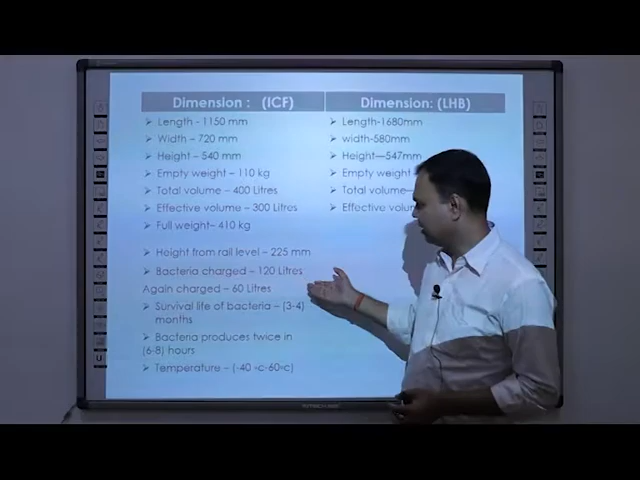 Dimension : (ICF)
Length - 1150 mm
Width - 720 mm
Height - 540 mm
Empty weight - 110 kg
Total volume - 400 Litres
Effective volume - 300 Litres
Full weight- 410 kg
Height from rail level - 225 mm
Bacteria charged - 120 Litres
Again charged - 60 Litres
Survival life of bacteria - (3-4)
months
Bacteria produces twice in
(6-8) hours
Temperature - (-40 °c-60°c)
Dimension: (LHB)
Length-1680mm
width-580mm
Height—547mm
Empty weight
Total volume—
Effective volum